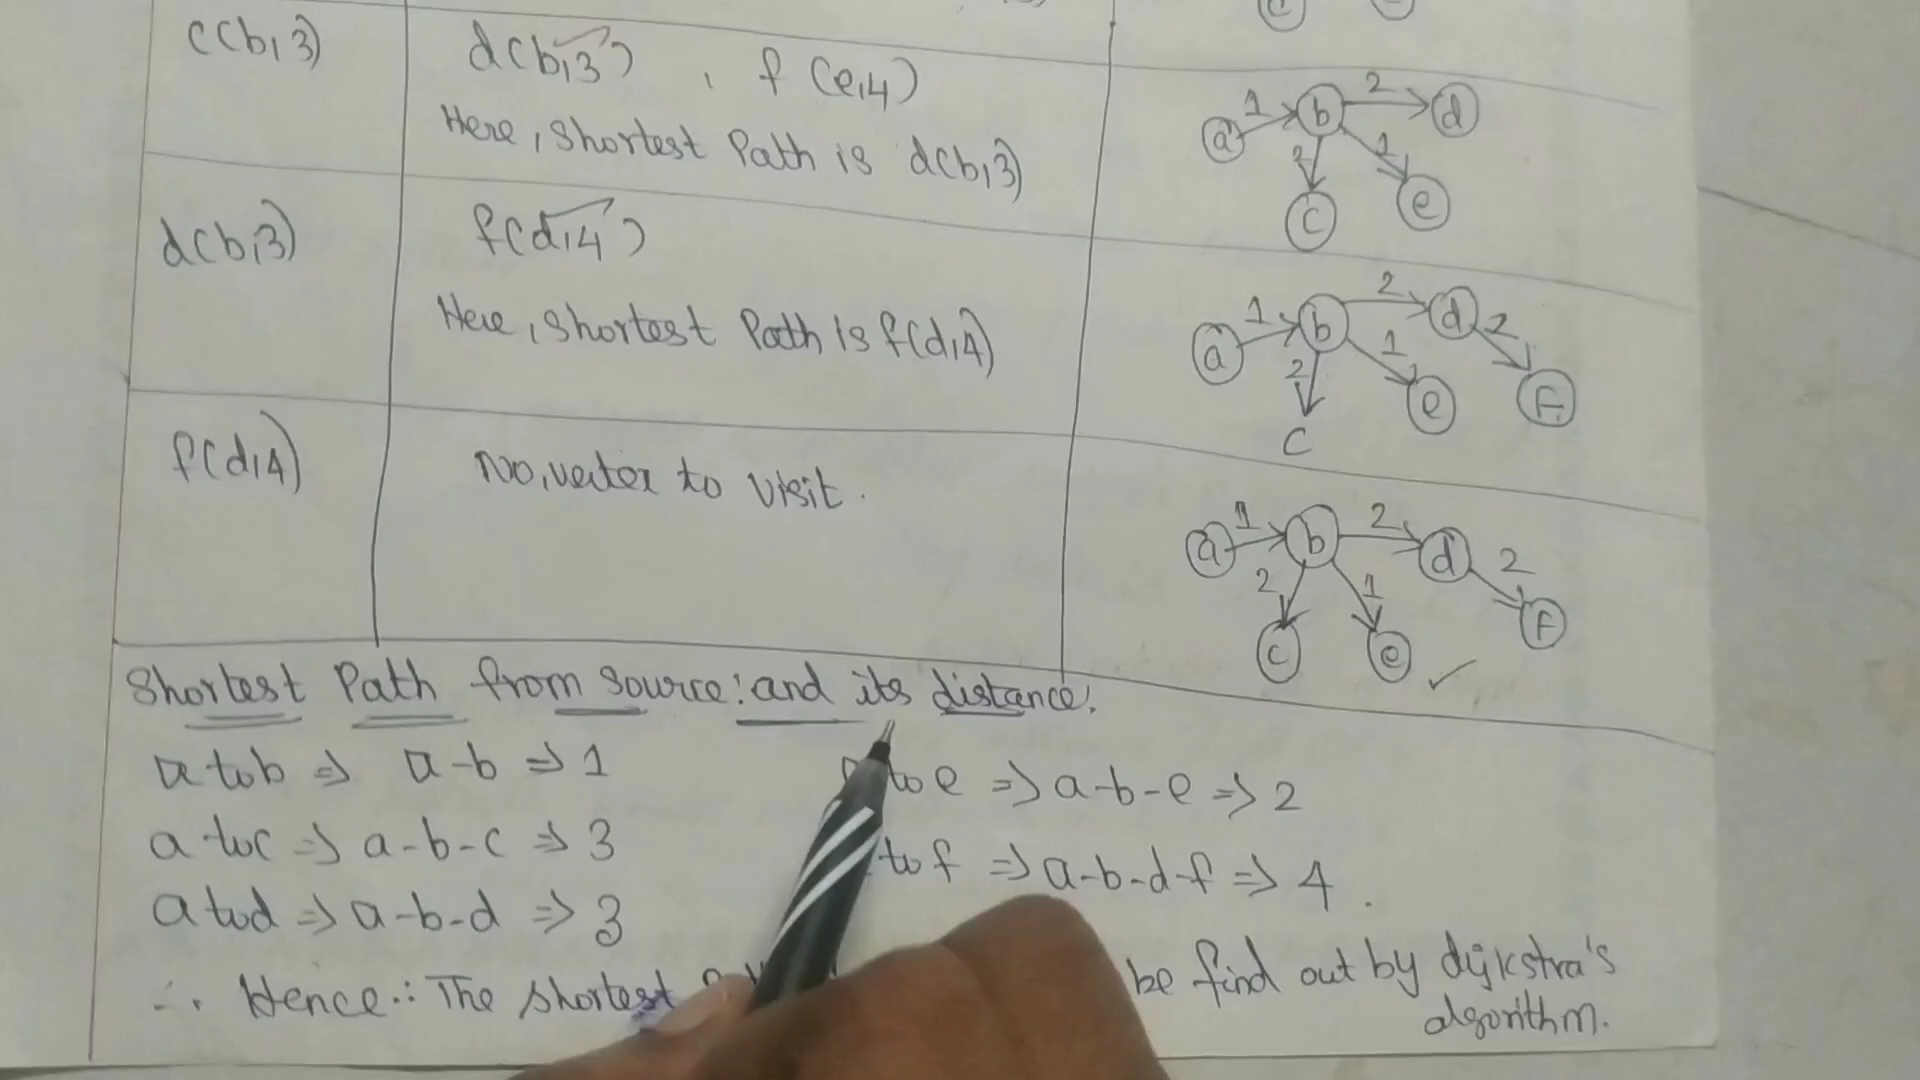 c(b,3)
d(b,3) , f(e,4)
Here, shortest Path is d(b,3)
a 1 b 2 d
2 1
c e
d(b,3)
f(d,4)
Here, shortest Path is f(d,4)
a 1 b 2 d 2 F
2 1
c e
f(d,4)
No, vertex to visit.
a 1 b 2 d 2 F
2 1
c e
Shortest Path from source: and its distance:
a to b => a-b => 1
to e => a-b-e => 2
a to c => a-b-c => 3
to f => a-b-d-f => 4.
a to d => a-b-d => 3
∴ Hence.: The shortest
be find out by dijkstra's
algorithm.